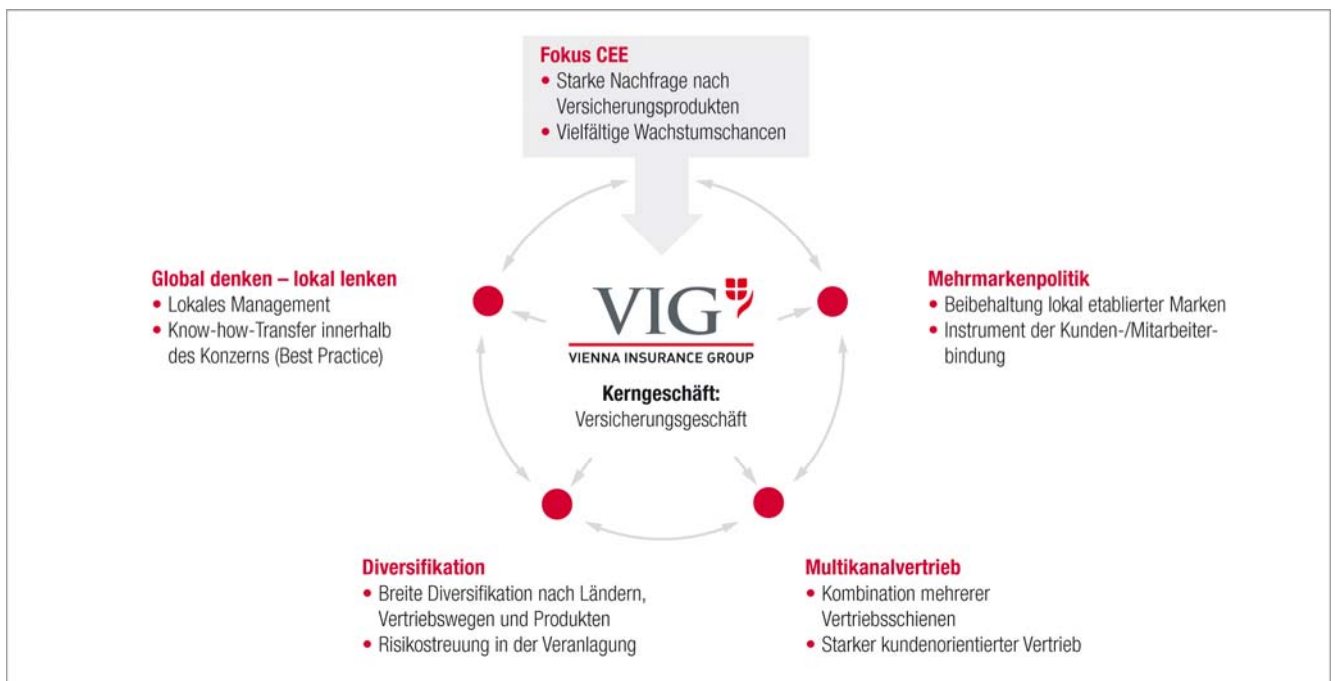 Fokus CEE
• Starke Nachfrage nach
Versicherungsprodukten
• Vielfältige Wachstumschancen
Global denken – lokal lenken
• Lokales Management
• Know-how-Transfer innerhalb
des Konzerns (Best Practice)
VIG
VIENNA INSURANCE GROUP
Kerngeschäft:
Versicherungsgeschäft
Mehrmarkenpolitik
• Beibehaltung lokal etablierter Marken
• Instrument der Kunden-/Mitarbeiter-
bindung
Diversifikation
• Breite Diversifikation nach Ländern,
Vertriebswegen und Produkten
• Risikostreuung in der Veranlagung
Multikanalvertrieb
• Kombination mehrerer
Vertriebsschienen
• Starker kundenorientierter Vertrieb